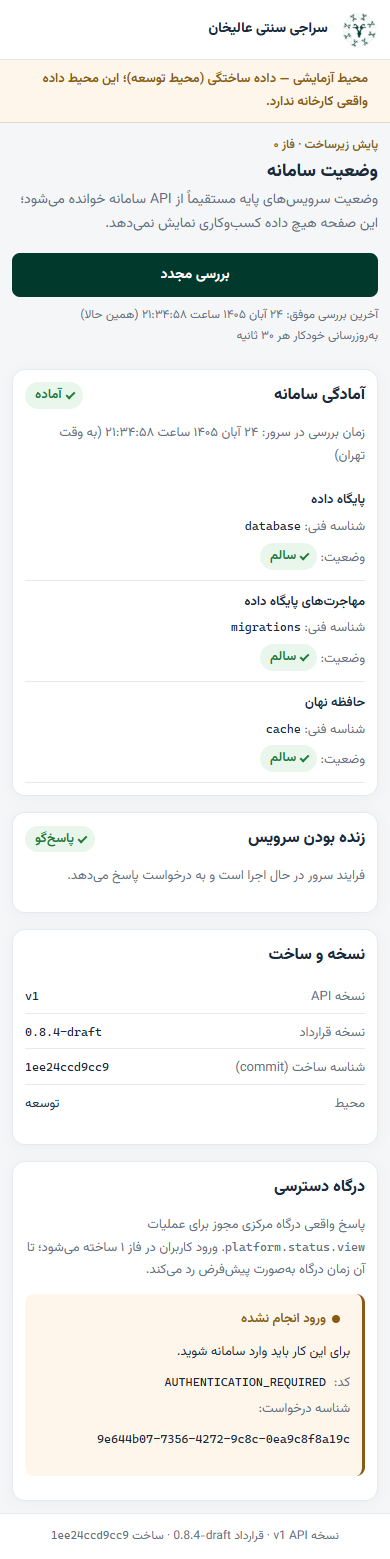 سراجی سنتی عالیخان
محیط آزمایشی — داده ساختگی (محیط توسعه)؛ این محیط داده
واقعی کارخانه ندارد.
پایش زیرساخت · فاز ۰
وضعیت سامانه
وضعیت سرویس‌های پایه مستقیماً از API سامانه خوانده می‌شود؛
این صفحه هیچ داده کسب‌وکاری نمایش نمی‌دهد.
بررسی مجدد
آخرین بررسی موفق: ۲۴ آبان ۱۴۰۵ ساعت ۲۱:۳۴:۵۸ (همین حالا)
به‌روزرسانی خودکار هر ۳۰ ثانیه
آمادگی سامانه
آماده
زمان بررسی در سرور: ۲۴ آبان ۱۴۰۵ ساعت ۲۱:۳۴:۵۸ (به وقت
تهران)
پایگاه داده
شناسه فنی: database
وضعیت: سالم
مهاجرت‌های پایگاه داده
شناسه فنی: migrations
وضعیت: سالم
حافظه نهان
شناسه فنی: cache
وضعیت: سالم
زنده بودن سرویس
پاسخ‌گو
فرایند سرور در حال اجرا است و به درخواست پاسخ می‌دهد.
نسخه و ساخت
نسخه API v1
نسخه قرارداد 0.8.4-draft
شناسه ساخت (commit) 1ee24ccd9cc9
محیط توسعه
درگاه دسترسی
پاسخ واقعی درگاه مرکزی مجوز برای عملیات
platform.status.view. ورود کاربران در فاز ۱ ساخته می‌شود؛ تا
آن زمان درگاه به‌صورت پیش‌فرض رد می‌کند.
ورود انجام نشده
برای این کار باید وارد سامانه شوید.
کد: AUTHENTICATION_REQUIRED
شناسه درخواست:
9e644b07-7356-4272-9c8c-0ea9c8f8a19c
نسخه API v1 · قرارداد 0.8.4-draft · ساخت 1ee24ccd9cc9